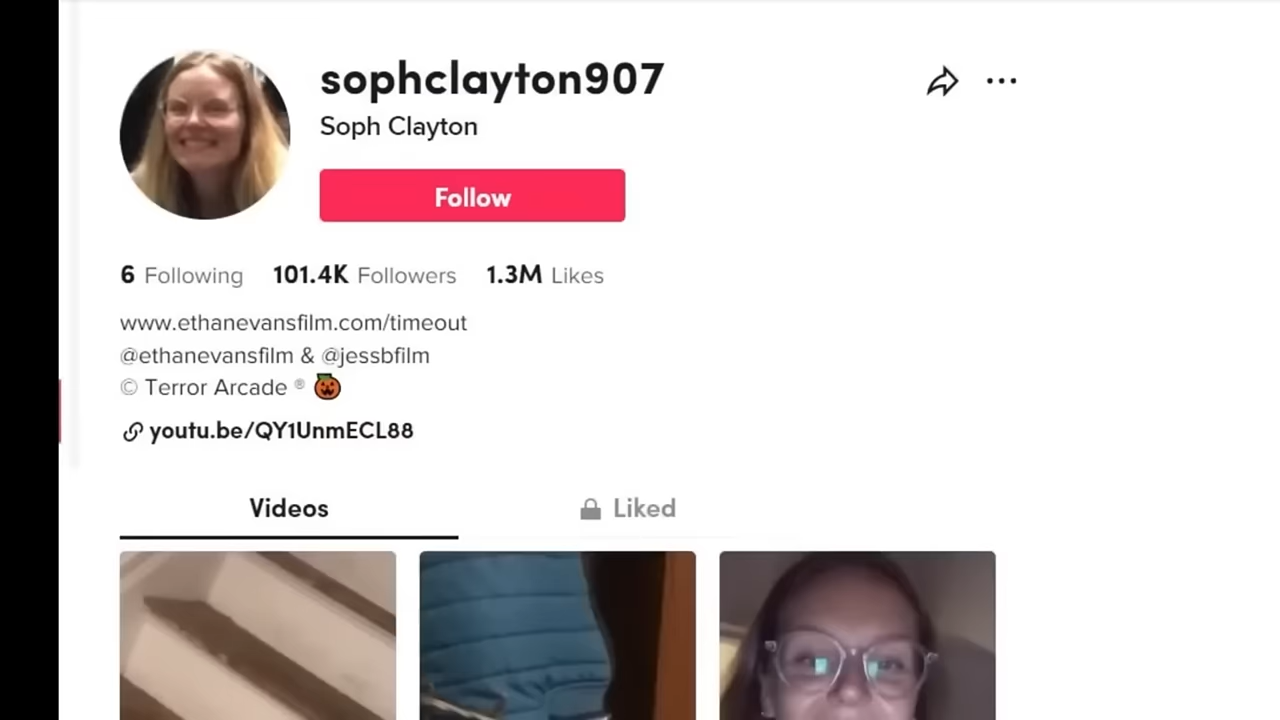 sophclayton907
Soph Clayton
Follow
6 Following 101.4K Followers 1.3M Likes
www.ethanevansfilm.com/timeout
@ethanevansfilm & @jessbfilm
© Terror Arcade ® 🎃
youtu.be/QY1UnmECL88
Videos Liked